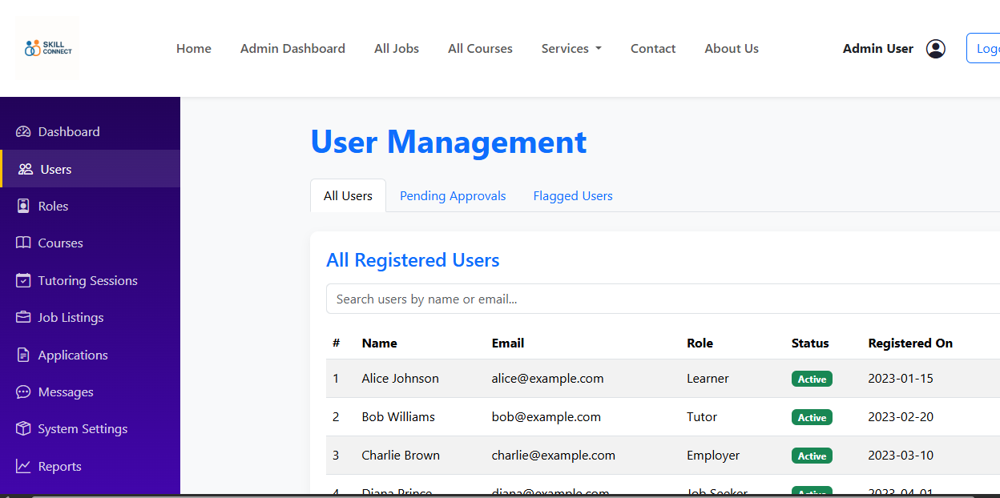 SKILL
CONNECT
Home Admin Dashboard All Jobs All Courses Services Contact About Us Admin User
Dashboard
Users
Roles
Courses
Tutoring Sessions
Job Listings
Applications
Messages
System Settings
Reports
User Management
All Users Pending Approvals Flagged Users
All Registered Users
Search users by name or email...
# Name Email Role Status Registered On
1 Alice Johnson alice@example.com Learner Active 2023-01-15
2 Bob Williams bob@example.com Tutor Active 2023-02-20
3 Charlie Brown charlie@example.com Employer Active 2023-03-10
4 Diana Prince diana@example.com Job Seeker Active 2023-04-01